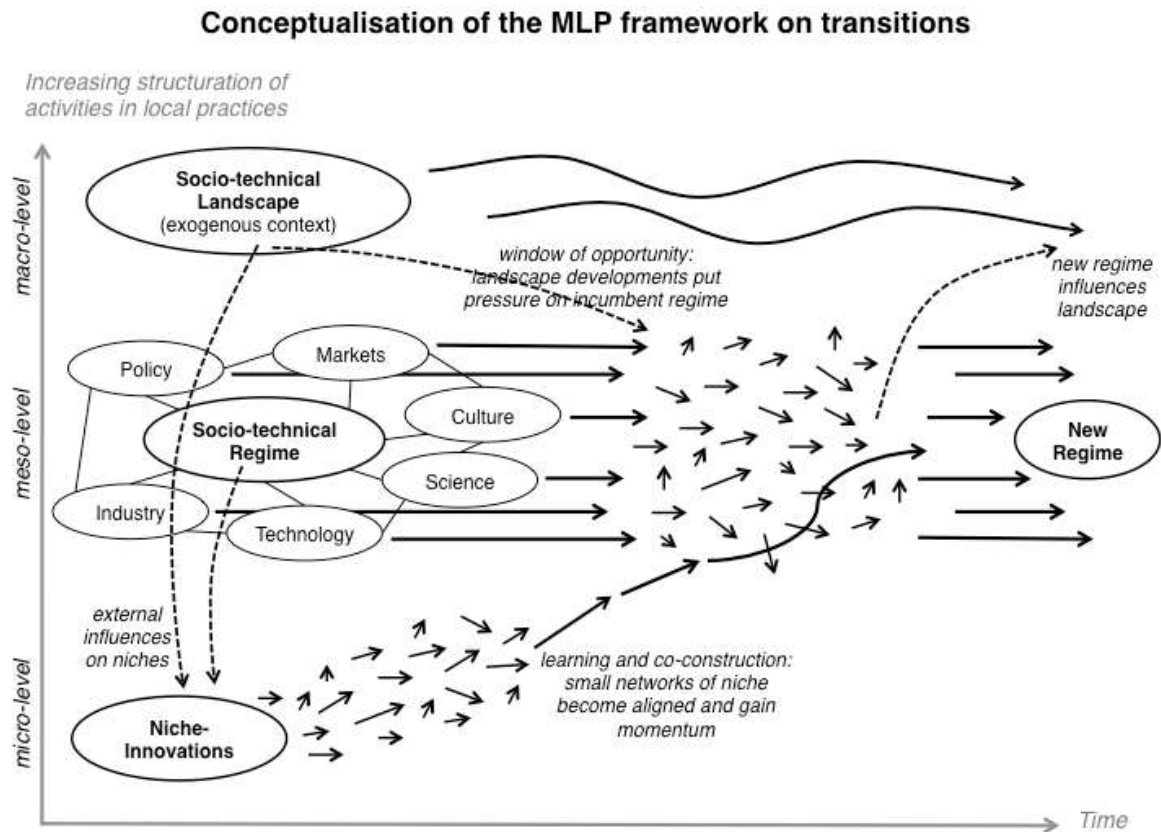 Conceptualisation of the MLP framework on transitions
Increasing structuration of
activities in local practices
macro-level
Socio-technical
Landscape
(exogenous context)
window of opportunity:
landscape developments put
pressure on incumbent regime
new regime
influences
landscape
meso-level
Policy
Markets
Socio-technical
Regime
Culture
Science
Industry
Technology
New
Regime
micro-level
external
influences
on niches
Niche-
Innovations
learning and co-construction:
small networks of niche
become aligned and gain
momentum
Time